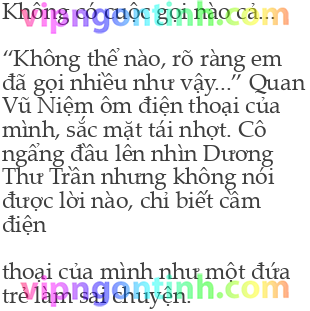 Không có cuộc gọi nào cả...
“Không thể nào, rõ ràng em
đã gọi nhiều như vậy...” Quan
Vũ Niệm ôm điện thoại của
mình, sắc mặt tái nhợt. Cô
ngẩng đầu lên nhìn Dương
Thư Trần nhưng không nói
được lời nào, chỉ biết cầm
điện
thoại của mình như một đứa
trẻ làm sai chuyện.
vipngontinh.com
vipngontinh.com